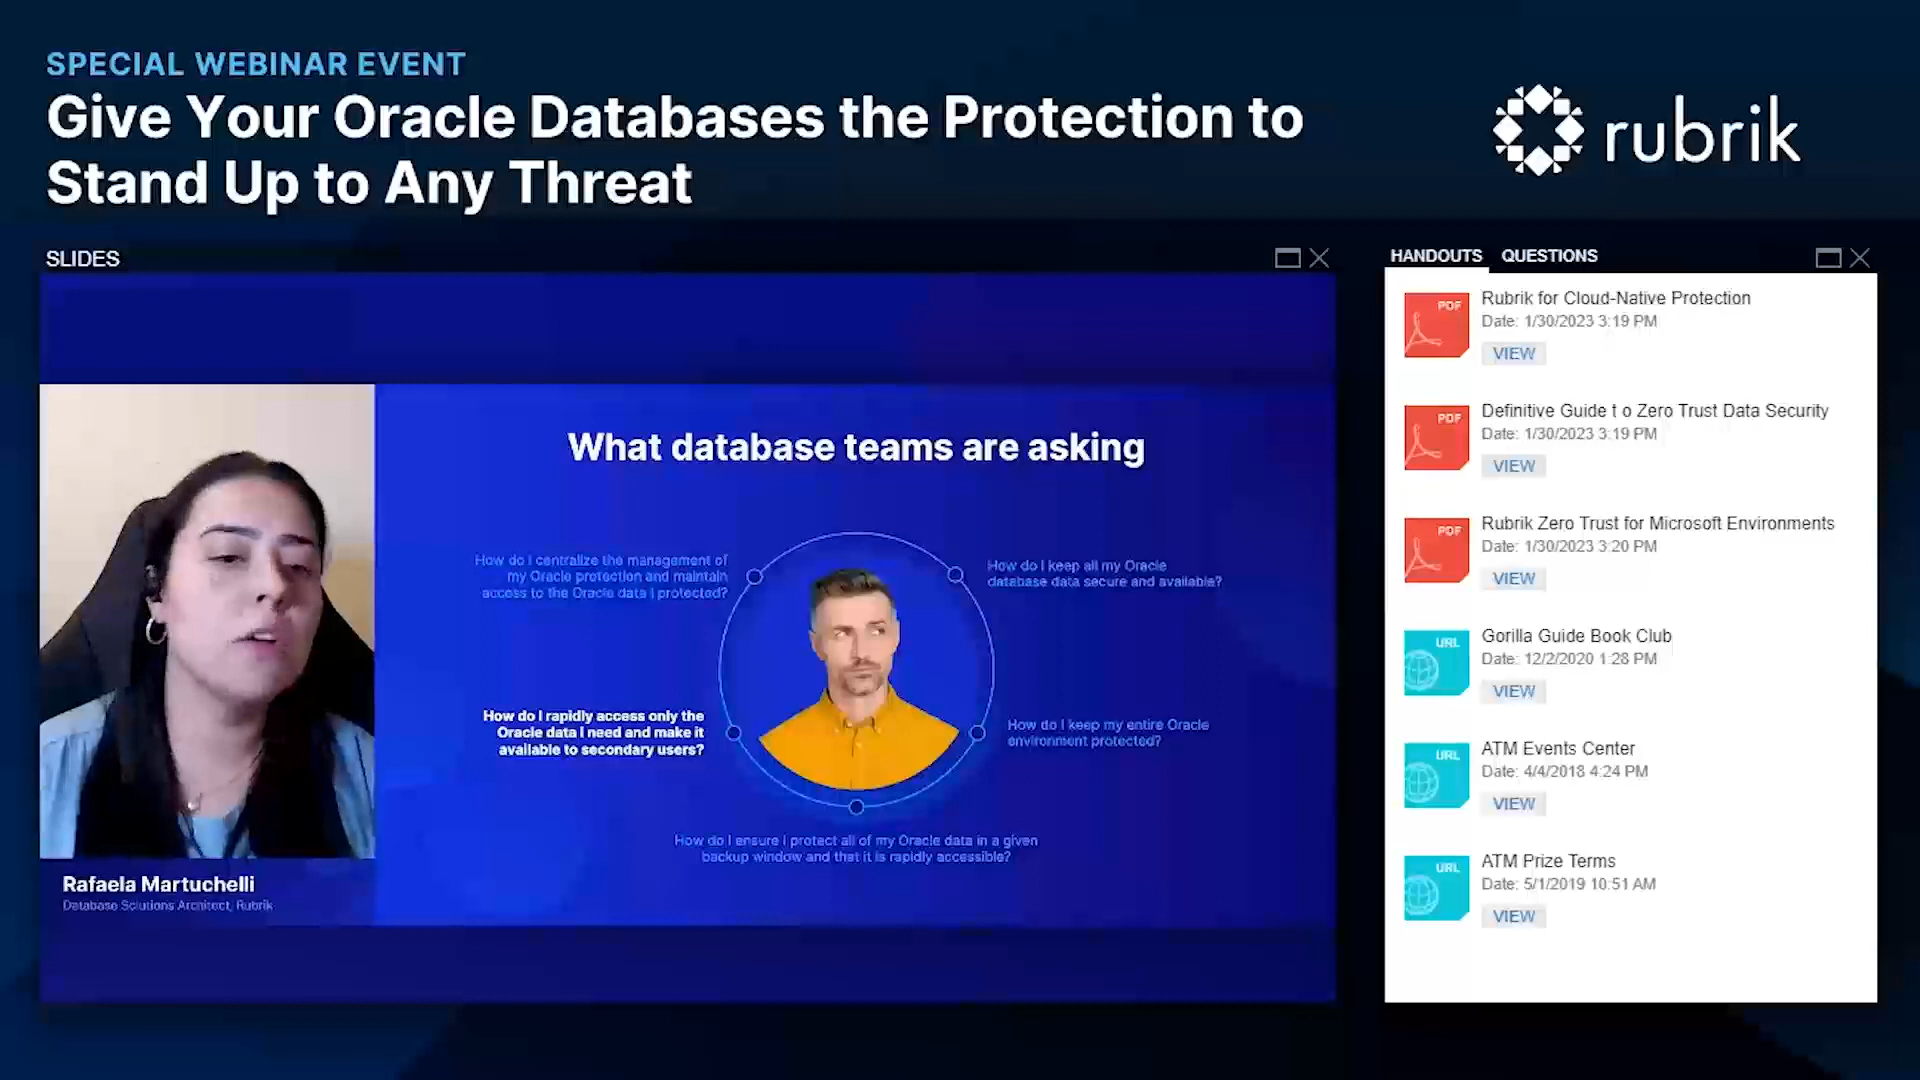 SPECIAL WEBINAR EVENT
Give Your Oracle Databases the Protection to
Stand Up to Any Threat
rubrik
SLIDES
What database teams are asking
How do I centralize the management of
my Oracle protection and maintain
access to the Oracle data I protected?
How do I keep all my Oracle
database data secure and available?
How do I rapidly access only the
Oracle data I need and make it
available to secondary users?
How do I keep my entire Oracle
environment protected?
How do I ensure I protect all of my Oracle data in a given
backup window and that it is rapidly accessible?
Rafaela Martuchelli
Database Solutions Architect, Rubrik
HANDOUTS QUESTIONS
PDF
Rubrik for Cloud-Native Protection
Date: 1/30/2023 3:19 PM
VIEW
PDF
Definitive Guide t o Zero Trust Data Security
Date: 1/30/2023 3:19 PM
VIEW
PDF
Rubrik Zero Trust for Microsoft Environments
Date: 1/30/2023 3:20 PM
VIEW
URL
Gorilla Guide Book Club
Date: 12/2/2020 1:28 PM
VIEW
URL
ATM Events Center
Date: 4/4/2018 4:24 PM
VIEW
URL
ATM Prize Terms
Date: 5/1/2019 10:51 AM
VIEW